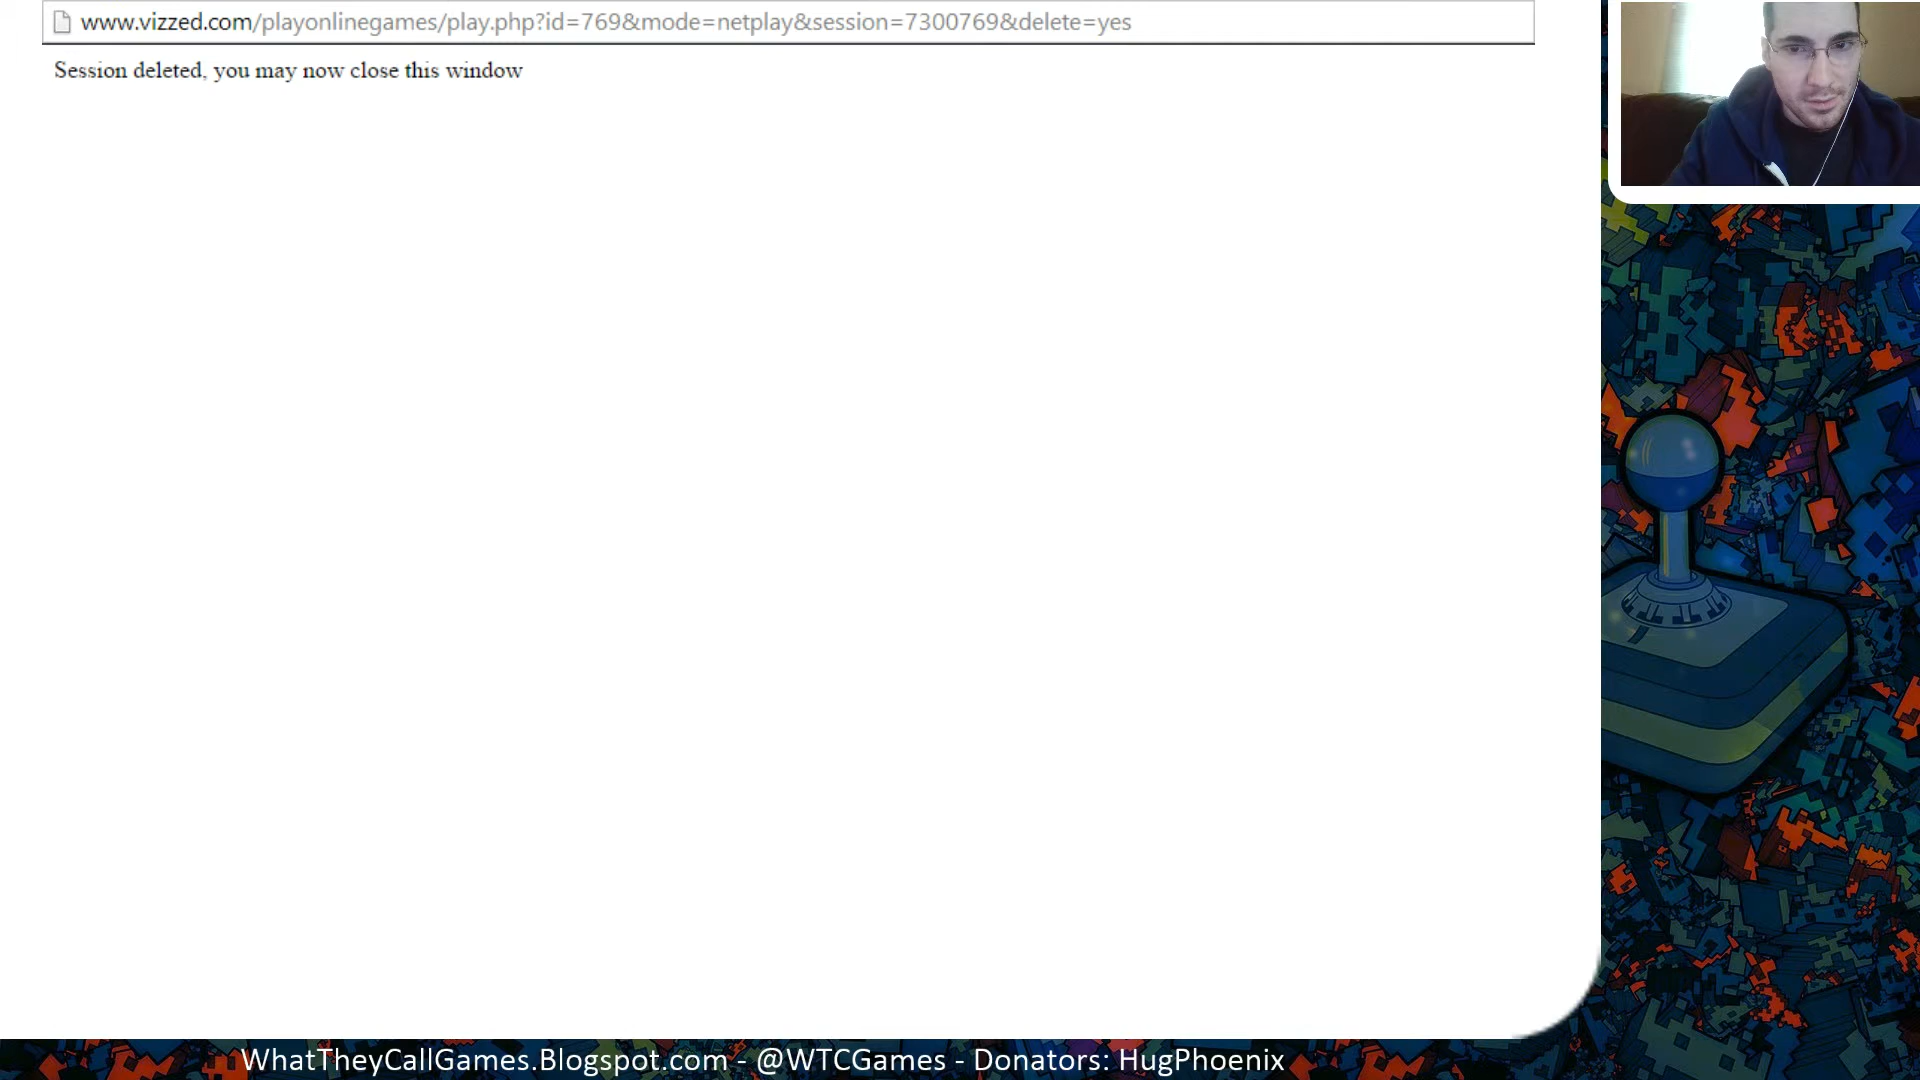 www.vizzed.com/playonlinegames/play.php?id=769&mode=netplay&session=7300769&delete=yes
Session deleted, you may now close this window
WhatTheyCallGames.Blogspot.com - @WTCGames - Donators: HugPhoenix